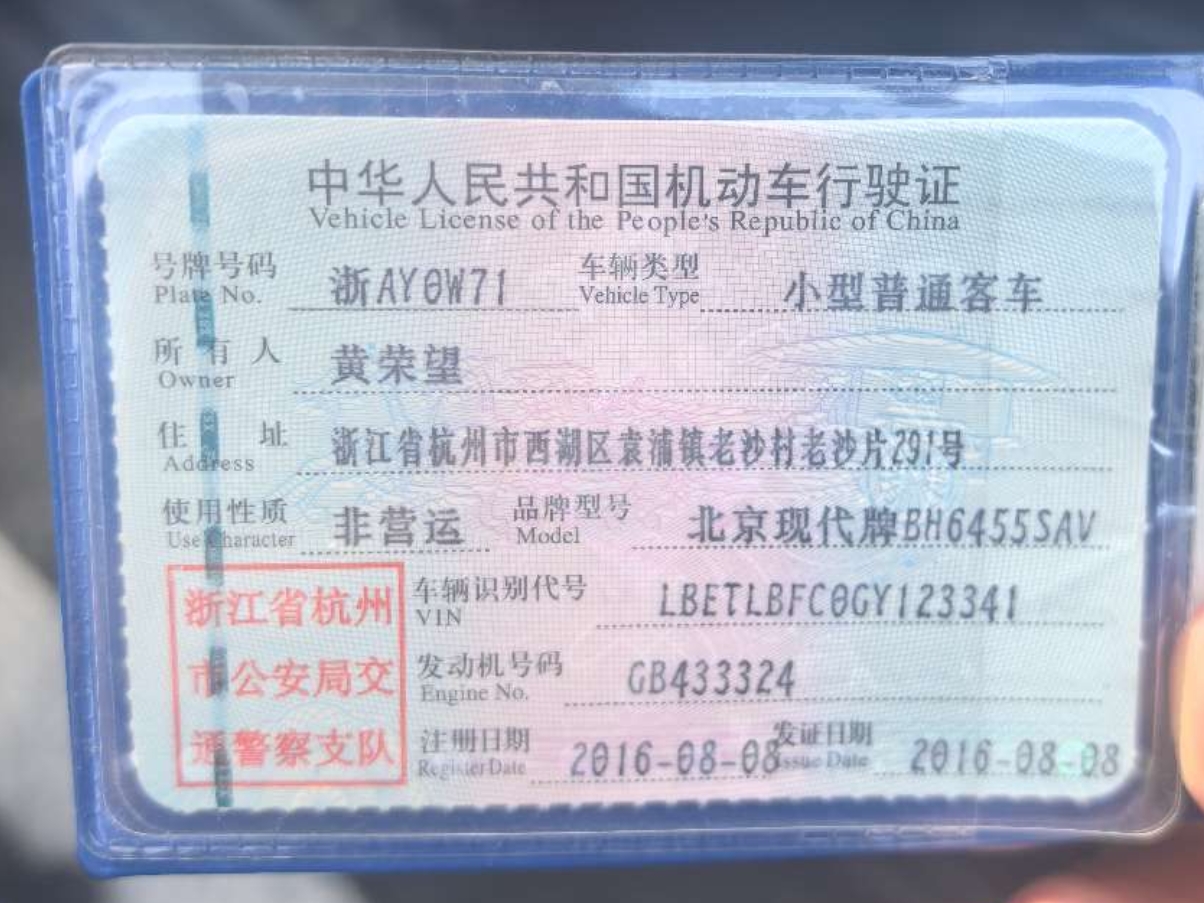 中华人民共和国机动车行驶证
Vehicle License of the People's Republic of China
号牌号码 浙AY0W71 车辆类型 小型普通客车
Plate No. Vehicle Type
所有人 黄荣望
Owner
住址 浙江省杭州市西湖区袁浦镇老沙村老沙片291号
Address
使用性质 非营运 品牌型号 北京现代牌BH6455SAV
Use Character Model
浙江省杭州 车辆识别代号 LBETLBFC0GY123341
VIN
市公安局交 发动机号码 GB433324
Engine No.
通警察支队 注册日期 2016-08-08 发证日期 2016-08-08
Register Date Issue Date